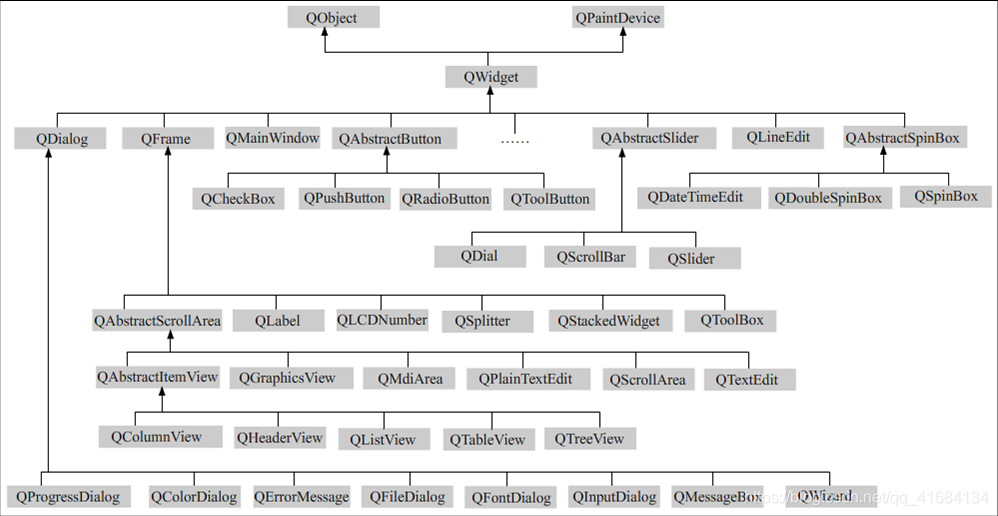 QObject QPaintDevice
QWidget
QDialog QFrame QMainWindow QAbstractButton ...... QAbstractSlider QLineEdit QAbstractSpinBox
QCheckBox QPushButton QRadioButton QToolButton QDateTimeEdit QDoubleSpinBox QSpinBox
QDial QScrollBar QSlider
QAbstractScrollArea QLabel QLCDNumber QSplitter QStackedWidget QToolBox
QAbstractItemView QGraphicsView QMdiArea QPlainTextEdit QScrollArea QTextEdit
QColumnView QHeaderView QListView QTableView QTreeView
QProgressDialog QColorDialog QErrorMessage QFileDialog QFontDialog QInputDialog QMessageBox QWizard
https://blog.csdn.net/qq_41684134